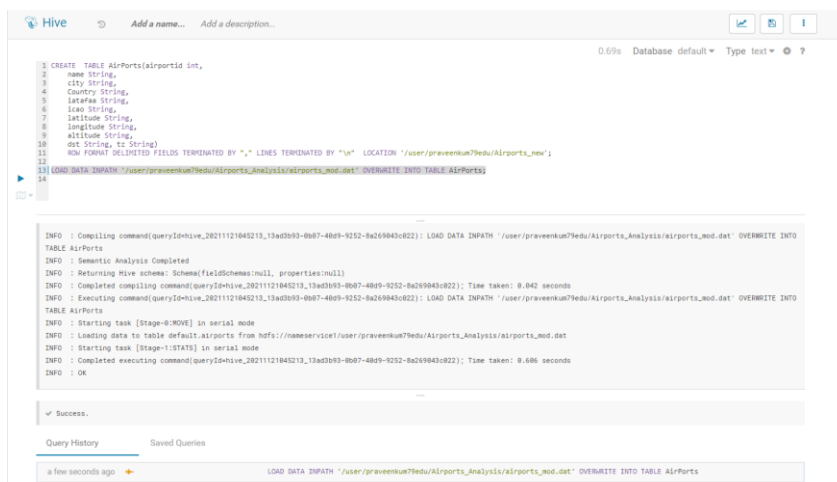 Hive
Add a name...
Add a description...
0.69s Database default Type text ?
1 CREATE TABLE AirPorts(airportid int,
2 name String,
3 city String,
4 Country String,
5 iatafaa String,
6 icao String,
7 latitude String,
8 longitude String,
9 altitude String,
10 dst String, tz String)
11 ROW FORMAT DELIMITED FIELDS TERMINATED BY "," LINES TERMINATED BY "\n" LOCATION '/user/praveenkum79edu/Airports_new';
12
13 LOAD DATA INPATH '/user/praveenkum79edu/Airports_Analysis/airports_mod.dat' OVERWRITE INTO TABLE AirPorts;
14
INFO : Compiling command(queryId=hive_20211121045213_13ad3b93-0b07-40d9-9252-8a269043c022): LOAD DATA INPATH '/user/praveenkum79edu/Airports_Analysis/airports_mod.dat' OVERWRITE INTO
TABLE AirPorts
INFO : Semantic Analysis Completed
INFO : Returning Hive schema: Schema(fieldSchemas:null, properties:null)
INFO : Completed compiling command(queryId=hive_20211121045213_13ad3b93-0b07-40d9-9252-8a269043c022); Time taken: 0.042 seconds
INFO : Executing command(queryId=hive_20211121045213_13ad3b93-0b07-40d9-9252-8a269043c022): LOAD DATA INPATH '/user/praveenkum79edu/Airports_Analysis/airports_mod.dat' OVERWRITE INTO
TABLE AirPorts
INFO : Starting task [Stage-0:MOVE] in serial mode
INFO : Loading data to table default.airports from hdfs://nameservice1/user/praveenkum79edu/Airports_Analysis/airports_mod.dat
INFO : Starting task [Stage-1:STATS] in serial mode
INFO : Completed executing command(queryId=hive_20211121045213_13ad3b93-0b07-40d9-9252-8a269043c022); Time taken: 0.606 seconds
INFO : OK
Success.
Query History
Saved Queries
a few seconds ago
LOAD DATA INPATH '/user/praveenkum79edu/Airports_Analysis/airports_mod.dat' OVERWRITE INTO TABLE AirPorts